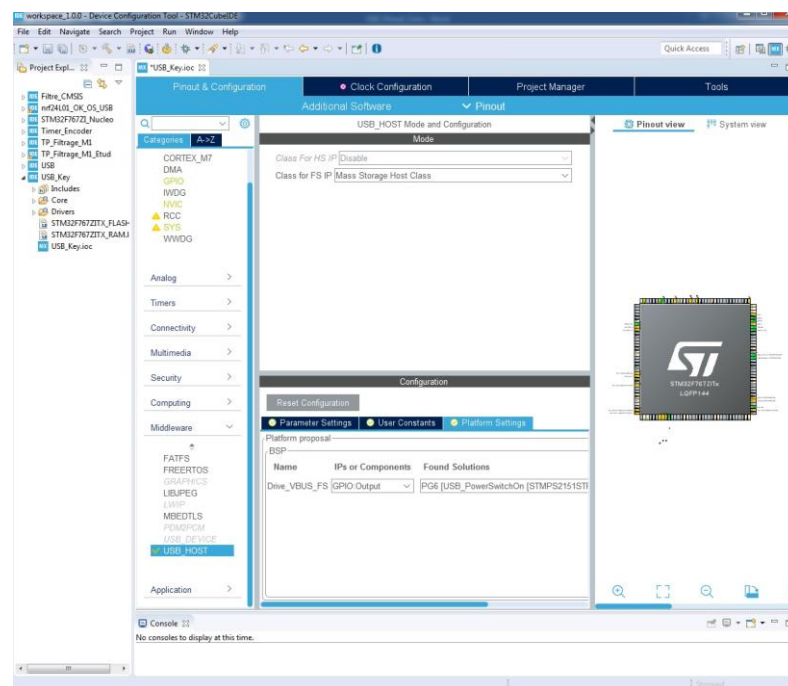 workspace_1.0.0 - Device Configuration Tool - STM32CubeIDE
File Edit Navigate Search Project Run Window Help
Quick Access
Project Expl...
*USB_Key.ioc
Filtre_CMSIS
nrf24L01_OK_OS_USB
STM32F767ZI_Nucleo
Timer_Encoder
TP_Filtrage_M1
TP_Filtrage_M1_Etud
USB
USB_Key
Includes
Core
Drivers
STM32F767ZITX_FLASH
STM32F767ZITX_RAM.l
USB_Key.ioc
Pinout & Configuration
Clock Configuration
Project Manager
Tools
Additional Software
Pinout
Categories A->Z
CORTEX_M7
DMA
GPIO
IWDG
NVIC
RCC
SYS
WWDG
Analog
Timers
Connectivity
Multimedia
Security
Computing
Middleware
FATFS
FREERTOS
GRAPHICS
LIBJPEG
LWIP
MBEDTLS
PDM2PCM
USB_DEVICE
USB_HOST
Application
USB_HOST Mode and Configuration
Mode
Class For HS IP Disable
Class for FS IP Mass Storage Host Class
Configuration
Reset Configuration
Parameter Settings
User Constants
Platform Settings
Platform proposal
BSP
Name IPs or Components Found Solutions
Drive_VBUS_FS GPIO:Output PG6 [USB_PowerSwitchOn [STMPS2151STR
Pinout view
System view
STM32F767ZITx
LQFP144
Console
No consoles to display at this time.